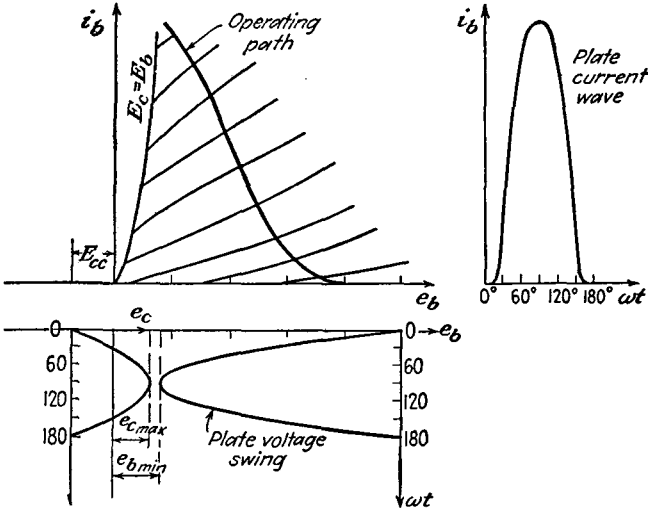 i_b
Operating
path
E_c = E_b
E_cc
e_b
i_b
Plate
current
wave
0° 60° 120° 180° ωt
e_c
0
60
120
180
e_c max
e_b min
Plate voltage
swing
0
e_b
60
120
180
ωt